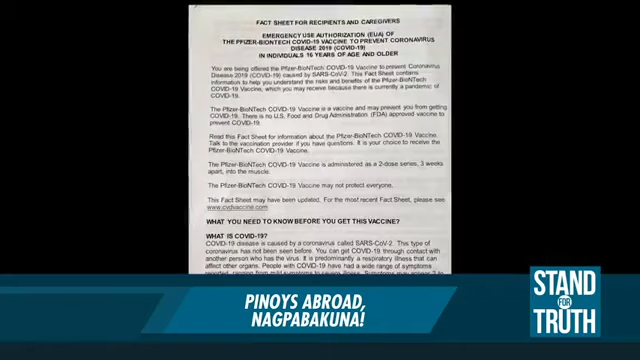 FACT SHEET FOR RECIPIENTS AND CAREGIVERS
EMERGENCY USE AUTHORIZATION (EUA) OF
THE PFIZER-BIONTECH COVID-19 VACCINE TO PREVENT CORONAVIRUS
DISEASE 2019 (COVID-19)
IN INDIVIDUALS 16 YEARS OF AGE AND OLDER
You are being offered the Pfizer-BioNTech COVID-19 Vaccine to prevent Coronavirus
Disease 2019 (COVID-19) caused by SARS-CoV-2. This Fact Sheet contains
information to help you understand the risks and benefits of the Pfizer-BioNTech
COVID-19 Vaccine, which you may receive because there is currently a pandemic of
COVID-19.
The Pfizer-BioNTech COVID-19 Vaccine is a vaccine and may prevent you from getting
COVID-19. There is no U.S. Food and Drug Administration (FDA) approved vaccine to
prevent COVID-19.
Read this Fact Sheet for information about the Pfizer-BioNTech COVID-19 Vaccine.
Talk to the vaccination provider if you have questions. It is your choice to receive the
Pfizer-BioNTech COVID-19 Vaccine.
The Pfizer-BioNTech COVID-19 Vaccine is administered as a 2-dose series, 3 weeks
apart, into the muscle.
The Pfizer-BioNTech COVID-19 Vaccine may not protect everyone.
This Fact Sheet may have been updated. For the most recent Fact Sheet, please see
www.cvdvaccine.com
WHAT YOU NEED TO KNOW BEFORE YOU GET THIS VACCINE?
WHAT IS COVID-19?
COVID-19 disease is caused by a coronavirus called SARS-CoV-2. This type of
coronavirus has not been seen before. You can get COVID-19 through contact with
another person who has the virus. It is predominantly a respiratory illness that can
affect other organs. People with COVID-19 have had a wide range of symptoms
PINOYS ABROAD,
NAGPABAKUNA!
STAND
FOR
TRUTH